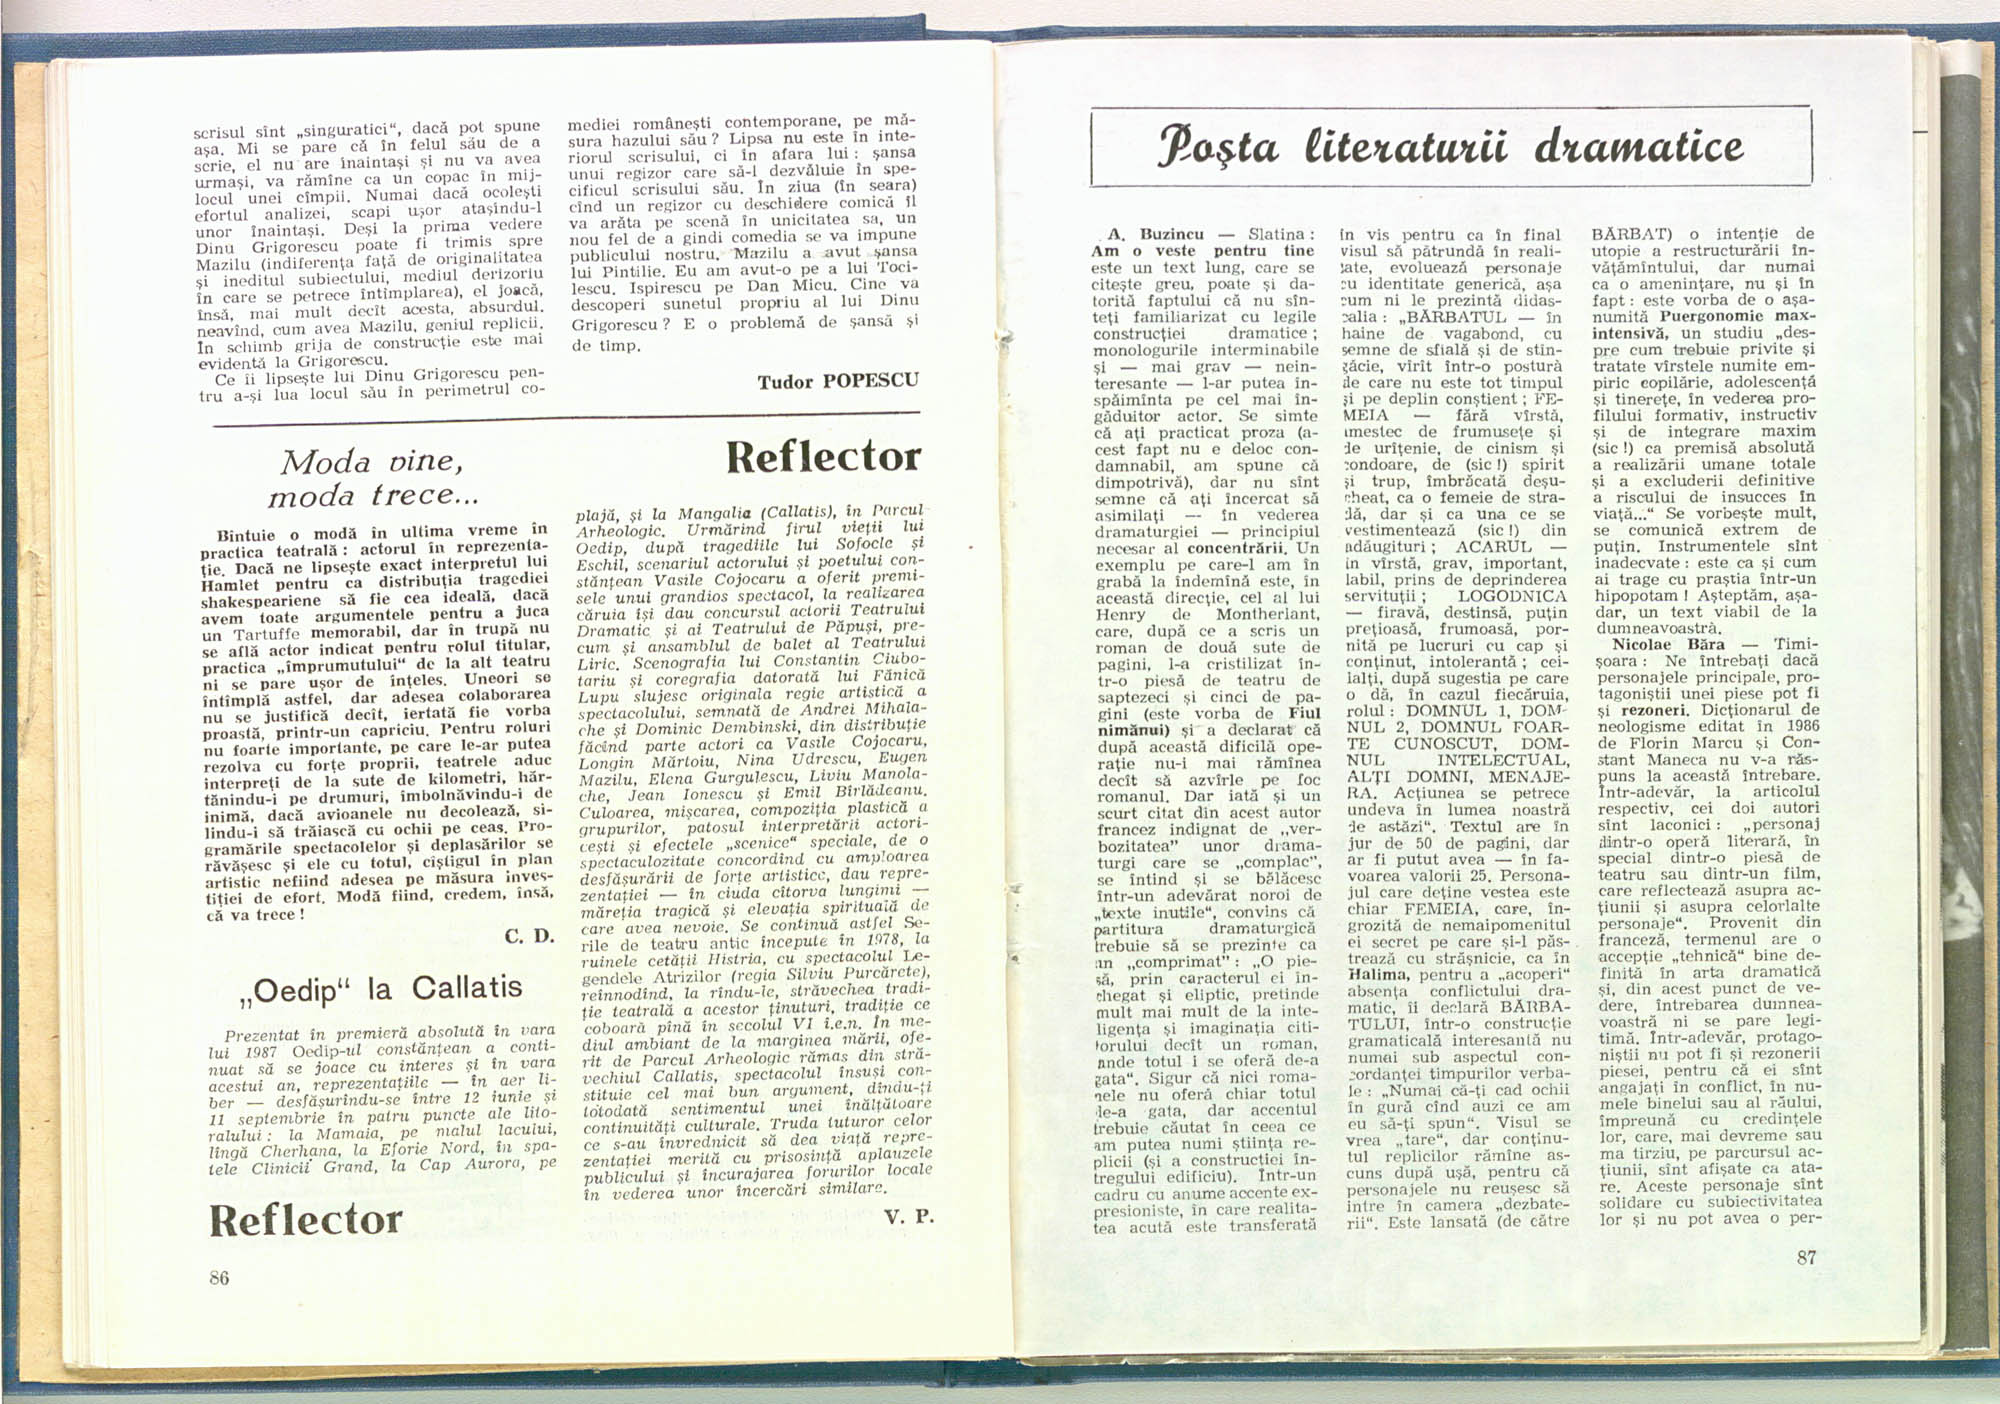 scrisul sînt „singuratici“, dacă pot spune
așa. Mi se pare că în felul său de a
scrie, el nu are înaintași și nu va avea
urmași, va rămîne ca un copac în mij-
locul unei cîmpii. Numai dacă ocolești
efortul analizei, scapi ușor atașîndu-l
unor înaintași. Deși la prima vedere
Dinu Grigorescu poate fi trimis spre
Mazilu (indiferența față de originalitatea
și ineditul subiectului, mediul derizoriu
în care se petrece întîmplarea), el joacă,
însă, mai mult decît acesta, absurdul,
neavînd, cum avea Mazilu, geniul replicii.
În schimb grija de construcție este mai
evidentă la Grigorescu.
Ce îi lipsește lui Dinu Grigorescu pen-
tru a-și lua locul său în perimetrul co-
mediei românești contemporane, pe mă-
sura hazului său ? Lipsa nu este în inte-
riorul scrisului, ci în afara lui : șansa
unui regizor care să-l dezvăluie în spe-
cificul scrisului său. În ziua (în seara)
cînd un regizor cu deschidere comică îl
va arăta pe scenă în unicitatea sa, un
nou fel de a gîndi comedia se va impune
publicului nostru. Mazilu a avut șansa
lui Pintilie. Eu am avut-o pe a lui Toci-
lescu. Ispirescu pe Dan Micu. Cine va
descoperi sunetul propriu al lui Dinu
Grigorescu ? E o problemă de șansă și
de timp.
Tudor POPESCU
Moda vine,
moda trece...
Bîntuie o modă în ultima vreme în
practica teatrală : actorul în reprezenta-
ție. Dacă ne lipsește exact interpretul lui
Hamlet pentru ca distribuția tragediei
shakespeariene să fie cea ideală, dacă
avem toate argumentele pentru a juca
un Tartuffe memorabil, dar în trupă nu
se află actor indicat pentru rolul titular,
practica „împrumutului“ de la alt teatru
ni se pare ușor de înțeles. Uneori se
întîmplă astfel, dar adesea colaborarea
nu se justifică decît, iertată fie vorba
proastă, printr-un capriciu. Pentru roluri
nu foarte importante, pe care le-ar putea
rezolva cu forțe proprii, teatrele aduc
interpreți de la sute de kilometri, hăr-
tănindu-i pe drumuri, îmbolnăvindu-i de
inimă, dacă avioanele nu decolează, si-
lindu-i să trăiască cu ochii pe ceas. Pro-
gramările spectacolelor și deplasărilor se
răvășesc și ele cu totul, cîștigul în plan
artistic nefiind adesea pe măsura inves-
tiției de efort. Modă fiind, credem, însă,
că va trece !
C. D.
„Oedip“ la Callatis
Prezentat în premieră absolută în vara
lui 1987 Oedip-ul constănțean a conti-
nuat să se joace cu interes și în vara
acestui an, reprezentațiile — în aer li-
ber — desfășurîndu-se între 12 iunie și
11 septembrie în patru puncte ale lito-
ralului : la Mamaia, pe malul lacului,
lîngă Cherhana, la Eforie Nord, în spa-
tele Clinicii Grand, la Cap Aurora, pe
Reflector
86
Reflector
plajă, și la Mangalia (Callatis), în Parcul
Arheologic. Urmărind firul vieții lui
Oedip, după tragediile lui Sofocle și
Eschil, scenariul actorului și poetului con-
stănțean Vasile Cojocaru a oferit premi-
sele unui grandios spectacol, la realizarea
căruia își dau concursul actorii Teatrului
Dramatic și ai Teatrului de Păpuși, pre-
cum și ansamblul de balet al Teatrului
Liric. Scenografia lui Constantin Ciubo-
tariu și coregrafia datorată lui Fănică
Lupu slujesc originala regie artistică a
spectacolului, semnată de Andrei Mihala-
che și Dominic Dembinski, din distribuție
făcînd parte actori ca Vasile Cojocaru,
Longin Mărtoiu, Nina Udrescu, Eugen
Mazilu, Elena Gurgulescu, Liviu Manola-
che, Jean Ionescu și Emil Bîrlădeanu.
Culoarea, mișcarea, compoziția plastică a
grupurilor, patosul interpretării actori-
cești și efectele „scenice“ speciale, de o
spectaculozitate concordînd cu amploarea
desfășurării de forțe artistice, dau repre-
zentației — în ciuda cîtorva lungimi —
măreția tragică și elevația spirituală de
care avea nevoie. Se continuă astfel Se-
rile de teatru antic începute în 1978, la
ruinele cetății Histria, cu spectacolul Le-
gendele Atrizilor (regia Silviu Purcărete),
reînnodînd, la rîndu-le, străvechea tradi-
ție teatrală a acestor ținuturi, tradiție ce
coboară pînă în secolul VI î.e.n. În me-
diul ambiant de la marginea mării, ofe-
rit de Parcul Arheologic rămas din stră-
vechiul Callatis, spectacolul însuși con-
stituie cel mai bun argument, dîndu-ți
totodată sentimentul unei înălțătoare
continuități culturale. Truda tuturor celor
ce s-au învrednicit să dea viață repre-
zentației merită cu prisosință aplauzele
publicului și încurajarea forurilor locale
în vederea unor încercări similare.
V. P.
Poșta literaturii dramatice
A. Buzincu — Slatina :
Am o veste pentru tine
este un text lung, care se
citește greu, poate și da-
torită faptului că nu sîn-
teți familiarizat cu legile
construcției dramatice ;
monologurile interminabile
și — mai grav — nein-
teresante — l-ar putea în-
spăimînta pe cel mai în-
găduitor actor. Se simte
că ați practicat proza (a-
cest fapt nu e deloc con-
damnabil, am spune că
dimpotrivă), dar nu sînt
semne că ați încercat să
asimilați — în vederea
dramaturgiei — principiul
necesar al concentrării. Un
exemplu pe care-l am în
grabă la îndemînă este, în
această direcție, cel al lui
Henry de Montherlant,
care, după ce a scris un
roman de două sute de
pagini, l-a cristilizat în-
tr-o piesă de teatru de
șaptezeci și cinci de pa-
gini (este vorba de Fiul
nimănui) și a declarat că
după această dificilă ope-
rație nu-i mai rămînea
decît să azvîrle pe foc
romanul. Dar iată și un
scurt citat din acest autor
francez indignat de „ver-
bozitatea“ unor drama-
turgi care se „complac“,
se întind și se bălăcesc
într-un adevărat noroi de
„texte inutile“, convins că
partitura dramaturgică
trebuie să se prezinte ca
un „comprimat“ : „O pie-
să, prin caracterul ei în-
chegat și eliptic, pretinde
mult mai mult de la inte-
ligența și imaginația citi-
torului decît un roman,
unde totul i se oferă de-a
gata“. Sigur că nici roma-
nele nu oferă chiar totul
de-a gata, dar accentul
trebuie căutat în ceea ce
am putea numi știința re-
plicii (și a construcției în-
tregului edificiu). Într-un
cadru cu anume accente ex-
presioniste, în care realita-
tea acută este transferată
în vis pentru ca în final
visul să pătrundă în reali-
tate, evoluează personaje
cu identitate generică, așa
cum ni le prezintă didas-
calia : „BĂRBATUL — în
haine de vagabond, cu
semne de sfială și de stîn-
găcie, vîrît într-o postură
de care nu este tot timpul
și pe deplin conștient ; FE-
MEIA — fără vîrstă,
amestec de frumusețe și
de urîțenie, de cinism și
condoare, de (sic !) spirit
și trup, îmbrăcată deșu-
cheat, ca o femeie de stra-
dă, dar și ca una ce se
vestimentează (sic !) din
adăugituri ; ACARUL —
în vîrstă, grav, important,
labil, prins de deprinderea
servituții ; LOGODNICA
— firavă, destinsă, puțin
prețioasă, frumoasă, por-
nită pe lucruri cu cap și
conținut, intolerantă ; cei-
lalți, după sugestia pe care
o dă, în cazul fiecăruia,
rolul : DOMNUL 1, DOM-
NUL 2, DOMNUL FOAR-
TE CUNOSCUT, DOM-
NUL INTELECTUAL,
ALȚI DOMNI, MENAJE-
RA. Acțiunea se petrece
undeva în lumea noastră
de astăzi“. Textul are în
jur de 50 de pagini, dar
ar fi putut avea — în fa-
voarea valorii 25. Persona-
jul care deține vestea este
chiar FEMEIA, care, în-
grozită de nemaipomenitul
ei secret pe care și-l păs-
trează cu strășnicie, ca în
Halima, pentru a „acoperi“
absența conflictului dra-
matic, îi declară BĂRBA-
TULUI, într-o construcție
gramaticală interesantă nu
numai sub aspectul con-
cordanței timpurilor verba-
le : „Numai că-ți cad ochii
în gură cînd auzi ce am
eu să-ți spun“. Visul se
vrea „tare“, dar conținu-
tul replicilor rămîne as-
cuns după ușă, pentru că
personajele nu reușesc să
intre în camera „dezbate-
rii“. Este lansată (de către
BĂRBAT) o intenție de
utopie a restructurării în-
vățămîntului, dar numai
ca o amenințare, nu și în
fapt : este vorba de o așa-
numită Puergonomie max-
intensivă, un studiu „des-
pre cum trebuie privite și
tratate vîrstele numite em-
piric copilărie, adolescență
și tinerețe, în vederea pro-
filului formativ, instructiv
și de integrare maxim
(sic !) ca premisă absolută
a realizării umane totale
și a excluderii definitive
a riscului de insucces în
viață...“ Se vorbește mult,
se comunică extrem de
puțin. Instrumentele sînt
inadecvate : este ca și cum
ai trage cu praștia într-un
hipopotam ! Așteptăm, așa-
dar, un text viabil de la
dumneavoastră.
Nicolae Băra — Timi-
șoara : Ne întrebați dacă
personajele principale, pro-
tagoniștii unei piese pot fi
și rezoneri. Dicționarul de
neologisme editat în 1986
de Florin Marcu și Con-
stant Maneca nu v-a răs-
puns la această întrebare.
Într-adevăr, la articolul
respectiv, cei doi autori
sînt laconici : „personaj
dintr-o operă literară, în
special dintr-o piesă de
teatru sau dintr-un film,
care reflectează asupra ac-
țiunii și asupra celorlalte
personaje“. Provenit din
franceză, termenul are o
accepție „tehnică“ bine de-
finită în arta dramatică
și, din acest punct de ve-
dere, întrebarea dumnea-
voastră ni se pare legi-
timă. Într-adevăr, protago-
niștii nu pot fi și rezonerii
piesei, pentru că ei sînt
angajați în conflict, în nu-
mele binelui sau al răului,
împreună cu credințele
lor, care, mai devreme sau
ma tîrziu, pe parcursul ac-
țiunii, sînt afișate ca ata-
re. Aceste personaje sînt
solidare cu subiectivitatea
lor și nu pot avea o per-
87